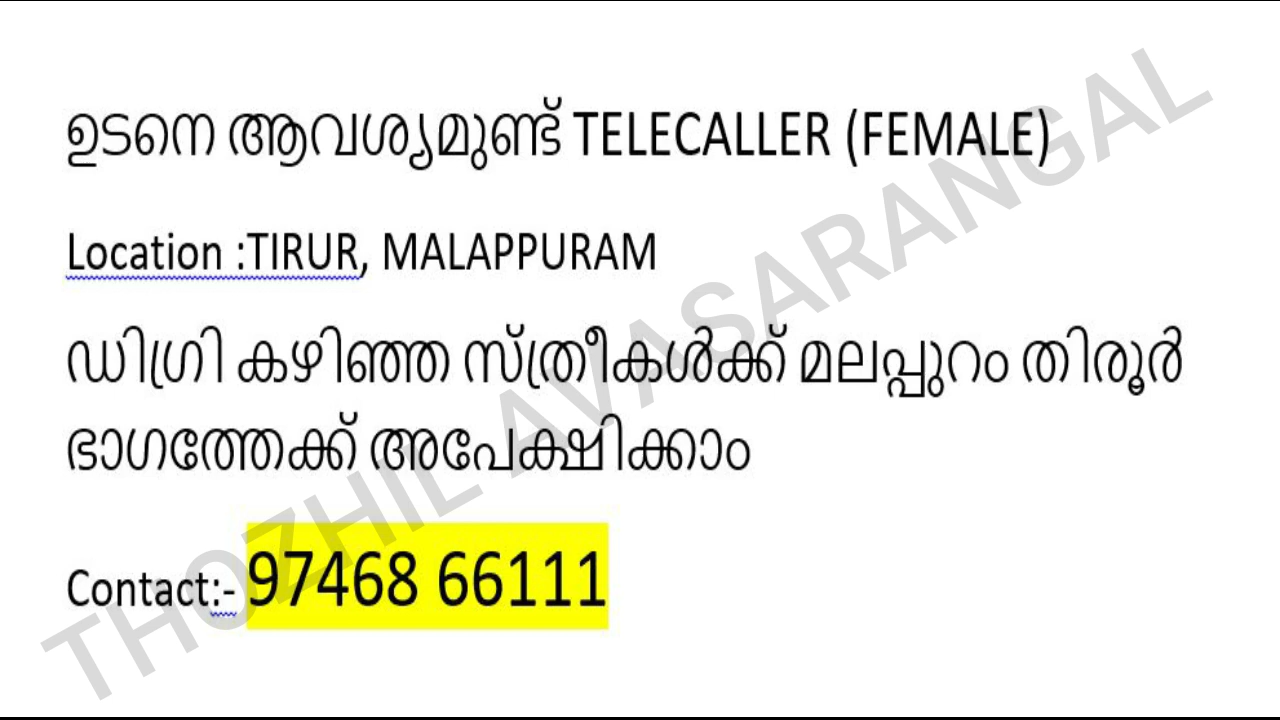 ഉടനെ ആവശ്യമുണ്ട് TELECALLER (FEMALE)
Location :TIRUR, MALAPPURAM
ഡിഗ്രി കഴിഞ്ഞ സ്ത്രീകൾക്ക് മലപ്പുറം തിരൂർ
ഭാഗത്തേക്ക് അപേക്ഷിക്കാം
Contact:- 97468 66111
THOZHIL AVASARANGAL